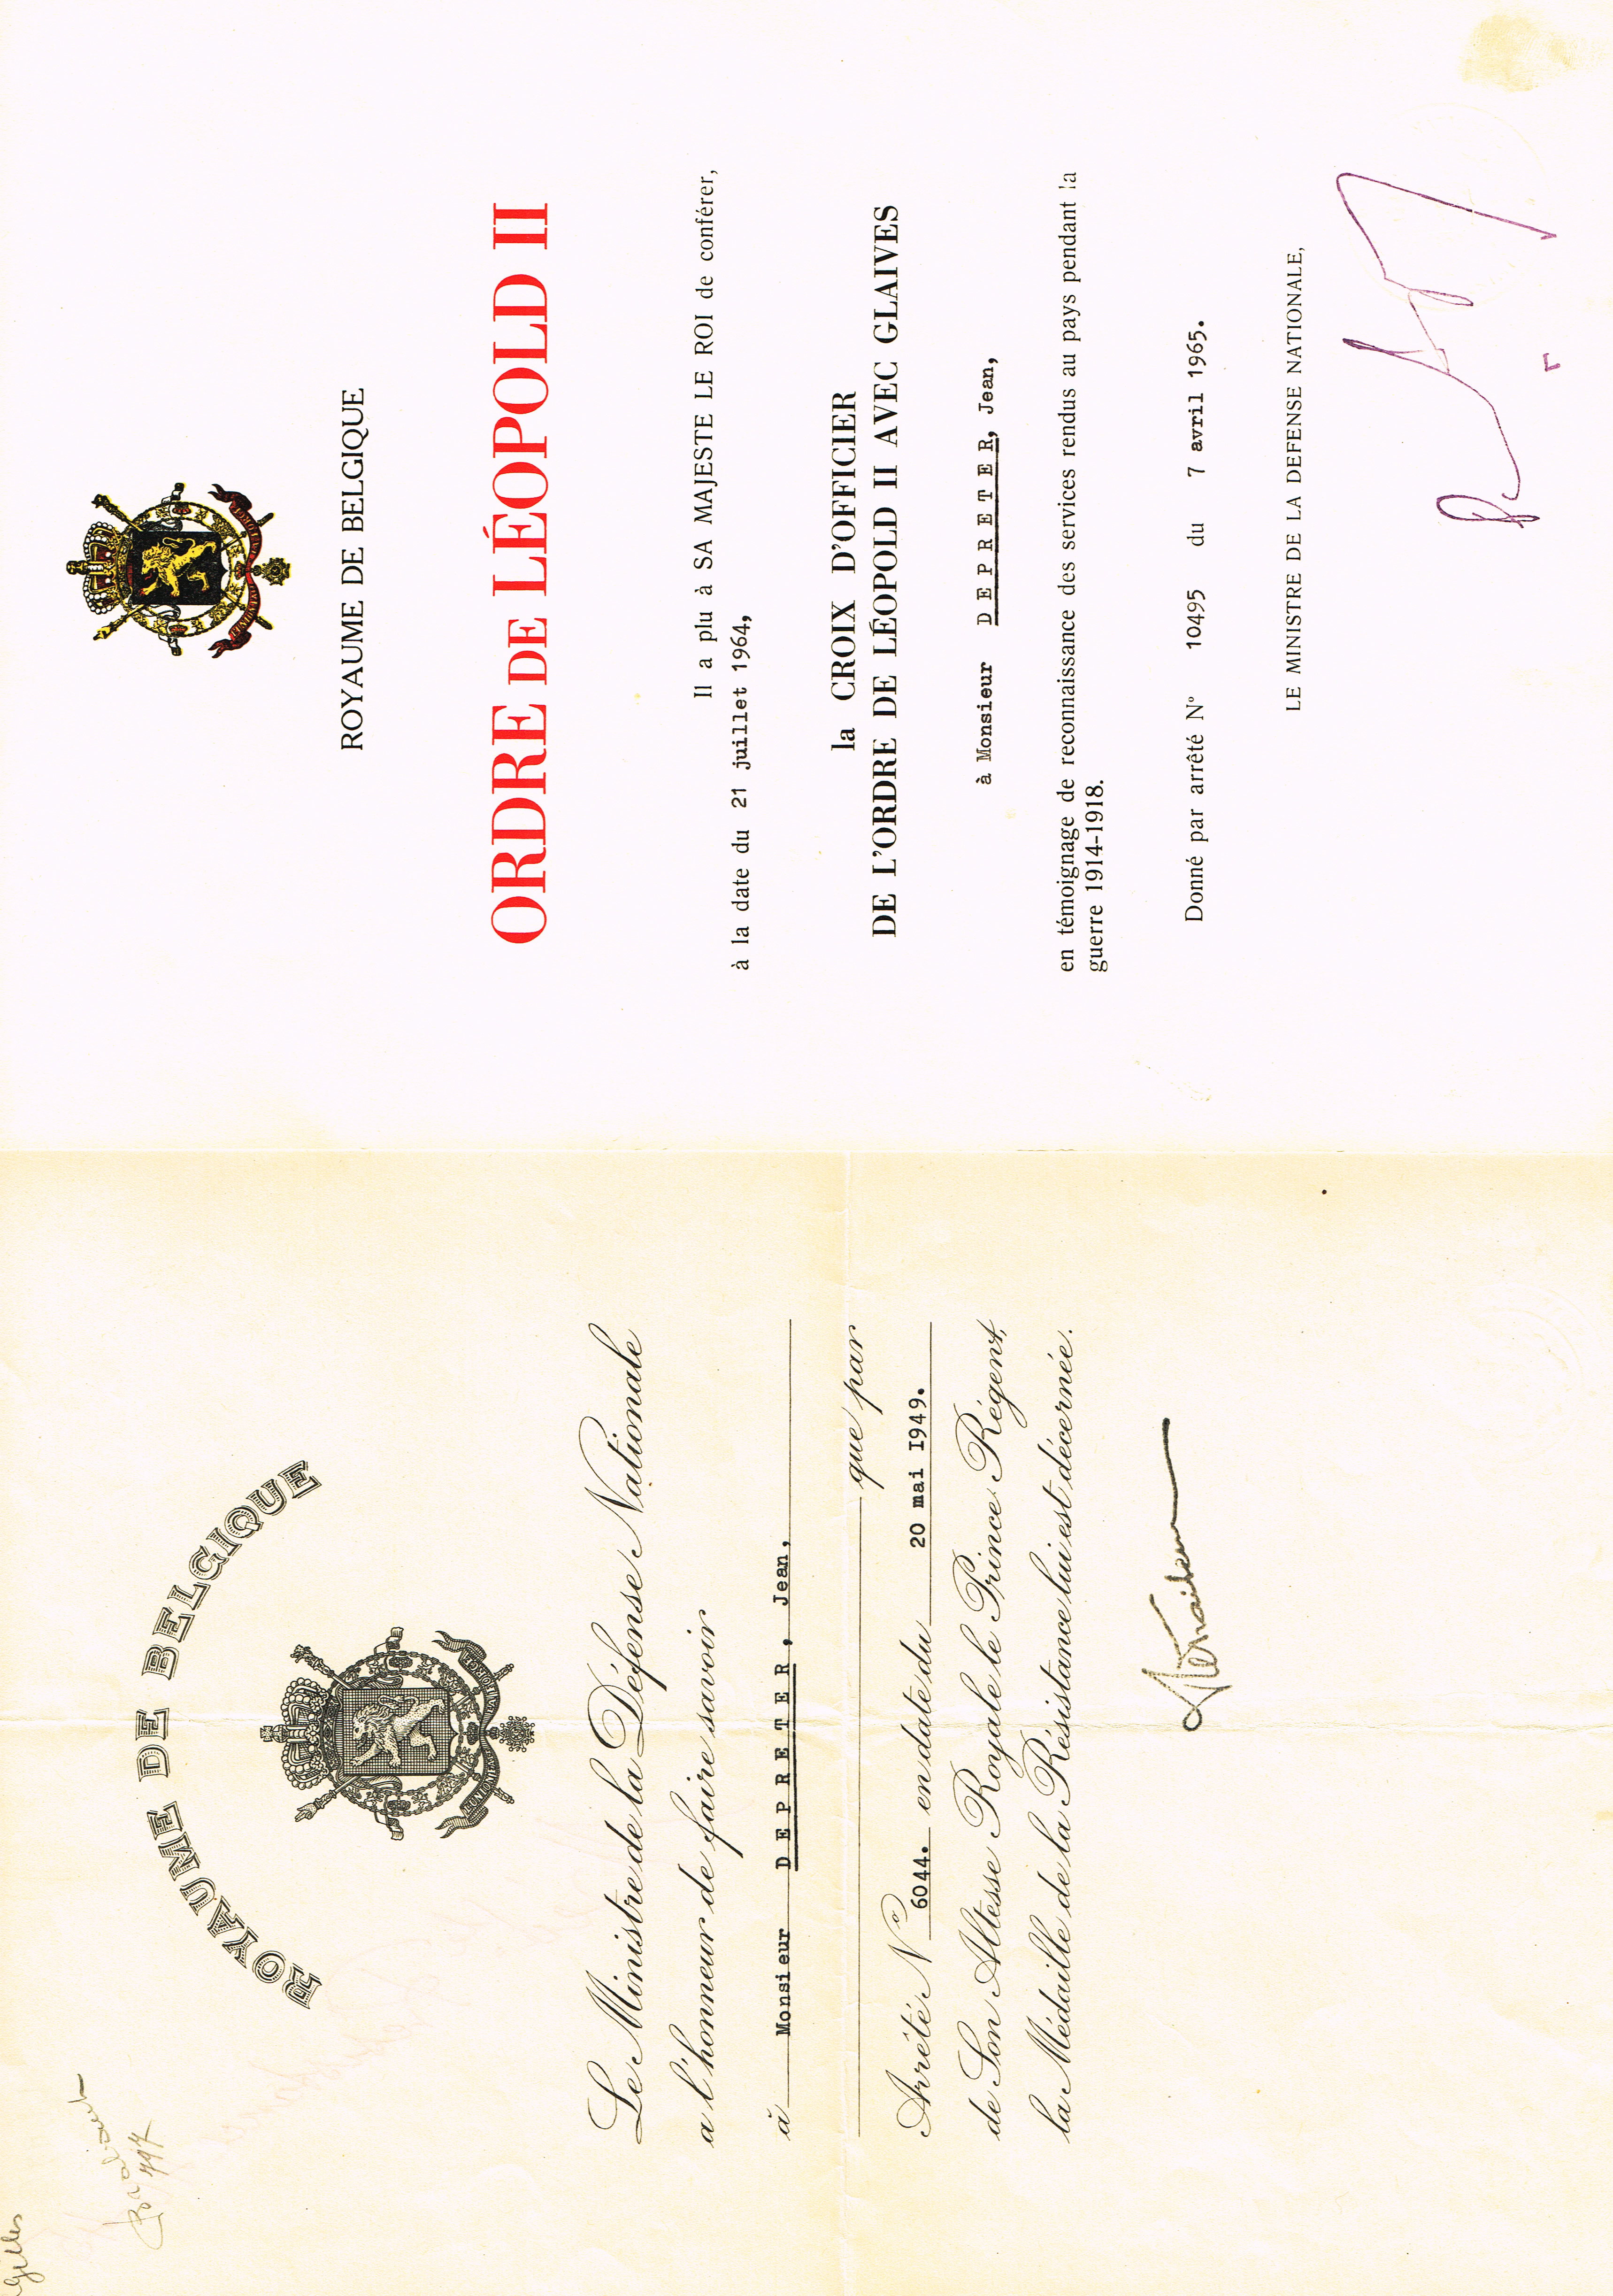 Gilles
ROYAUME DE BELGIQUE
Le Ministre de la Défense Nationale
a l'honneur de faire savoir
à Monsieur DEPRETER, Jean,
que par
Arrêté N° 6044. en date du 20 mai I949.
de Son Altesse Royale le Prince Régent,
la Médaille de la Résistance lui est décernée.
ROYAUME DE BELGIQUE
ORDRE DE LÉOPOLD II
Il a plu à SA MAJESTE LE ROI de conférer,
à la date du 21 juillet 1964,
la CROIX D'OFFICIER
DE L'ORDRE DE LÉOPOLD II AVEC GLAIVES
à Monsieur DEPRETER, Jean,
en témoignage de reconnaissance des services rendus au pays pendant la
guerre 1914-1918.
Donné par arrêté N° 10495 du 7 avril 1965.
LE MINISTRE DE LA DEFENSE NATIONALE,